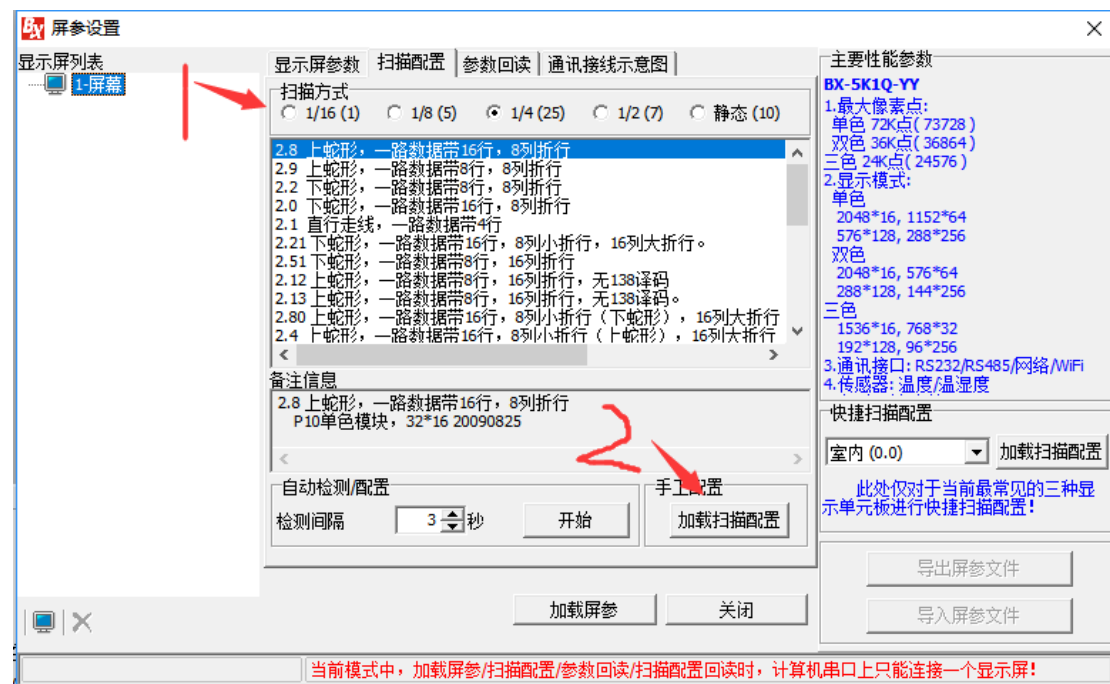 BY 屏参设置
显示屏列表
1-屏幕
显示屏参数 扫描配置 参数回读 通讯接线示意图
扫描方式
1/16 (1) 1/8 (5) 1/4 (25) 1/2 (7) 静态 (10)
2.8 上蛇形，一路数据带16行，8列折行
2.9 上蛇形，一路数据带8行，8列折行
2.2 下蛇形，一路数据带8行，8列折行
2.0 下蛇形，一路数据带16行，8列折行
2.1 直行走线，一路数据带4行
2.21 下蛇形，一路数据带16行，8列小折行，16列大折行。
2.51 下蛇形，一路数据带8行，16列折行
2.12 上蛇形，一路数据带8行，16列折行，无138译码
2.13 上蛇形，一路数据带8行，16列折行，无138译码。
2.80 上蛇形，一路数据带16行，8列小折行（下蛇形），16列大折行
2.4 上蛇形，一路数据带16行，8列小折行（上蛇形），16列大折行
备注信息
2.8 上蛇形，一路数据带16行，8列折行
P10单色模块，32*16 20090825
1
2
自动检测/配置
检测间隔 3 秒 开始
手工配置
加载扫描配置
加载屏参 关闭
主要性能参数
BX-5K1Q-YY
1.最大像素点:
单色 72K点( 73728 )
双色 36K点( 36864 )
三色 24K点( 24576 )
2.显示模式:
单色
2048*16, 1152*64
576*128, 288*256
双色
2048*16, 576*64
288*128, 144*256
三色
1536*16, 768*32
192*128, 96*256
3.通讯接口: RS232/RS485/网络/WiFi
4.传感器: 温度/温湿度
快捷扫描配置
室内 (0.0) 加载扫描配置
此处仅对于当前最常见的三种显
示单元板进行快捷扫描配置!
导出屏参文件
导入屏参文件
当前模式中，加载屏参/扫描配置/参数回读/扫描配置回读时，计算机串口上只能连接一个显示屏!